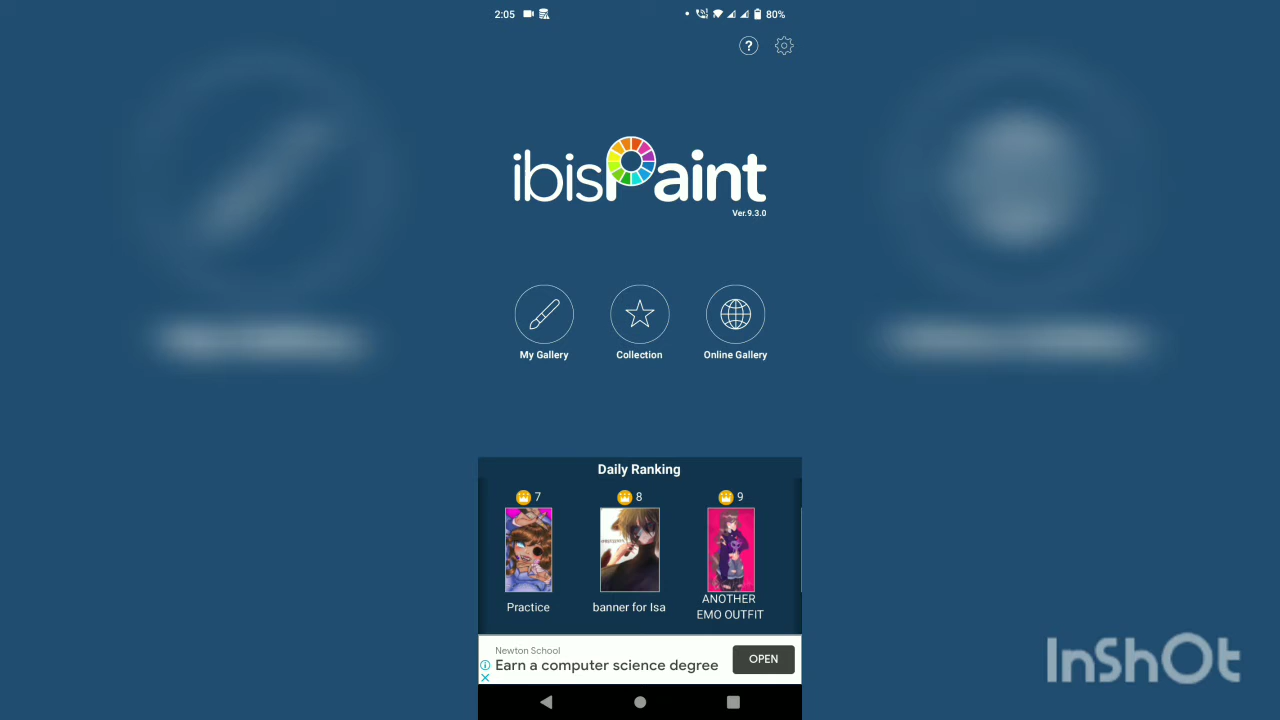 2:05
80%
?
ibisPaint
Ver.9.3.0
My Gallery
Collection
Online Gallery
Daily Ranking
7
8
9
Practice
banner for Isa
ANOTHER
EMO OUTFIT
Newton School
Earn a computer science degree
OPEN
InShOt